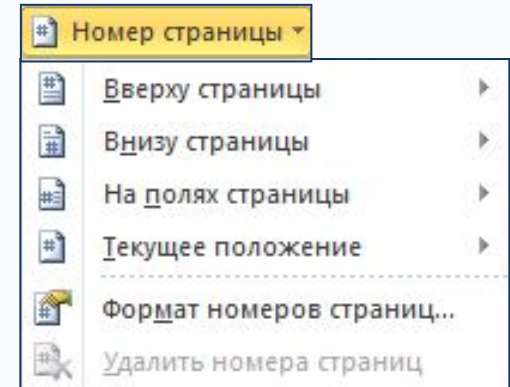 Номер страницы
Вверху страницы
Внизу страницы
На полях страницы
Текущее положение
Формат номеров страниц...
Удалить номера страниц